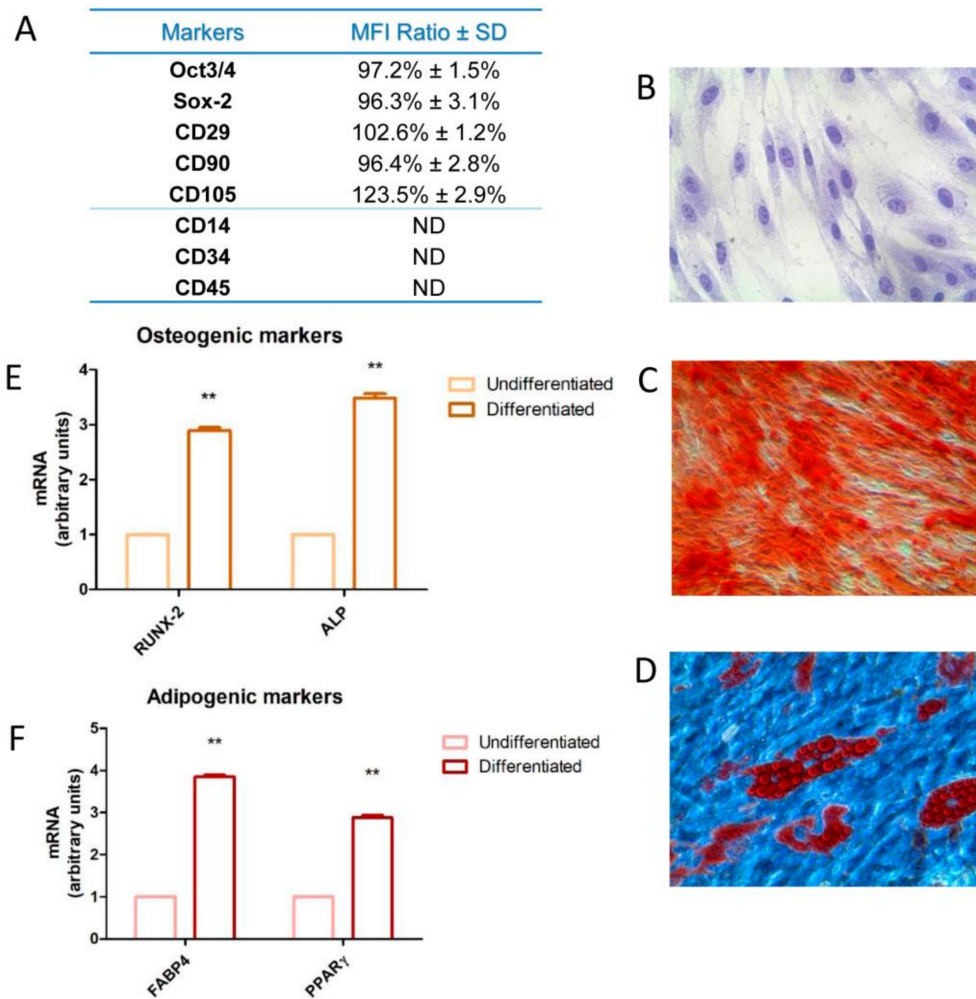 A
Markers MFI Ratio ± SD
Oct3/4 97.2% ± 1.5%
Sox-2 96.3% ± 3.1%
CD29 102.6% ± 1.2%
CD90 96.4% ± 2.8%
CD105 123.5% ± 2.9%
CD14 ND
CD34 ND
CD45 ND
B
Osteogenic markers
E
mRNA
(arbitrary units)
4
3
2
1
0
**
**
Undifferentiated
Differentiated
RUNX-2
ALP
C
D
Adipogenic markers
F
mRNA
(arbitrary units)
5
4
3
2
1
0
**
**
Undifferentiated
Differentiated
FABP4
PPARγ